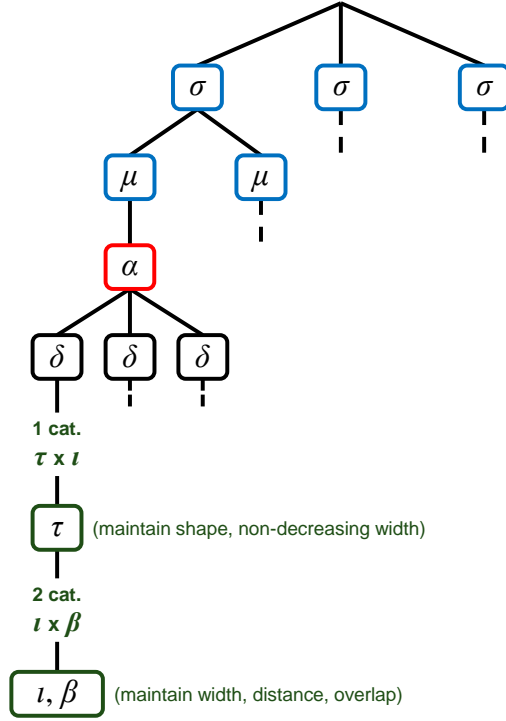 σ σ σ
μ μ
α
δ δ δ
1 cat.
τ x ι
τ (maintain shape, non-decreasing width)
2 cat.
ι x β
ι, β (maintain width, distance, overlap)